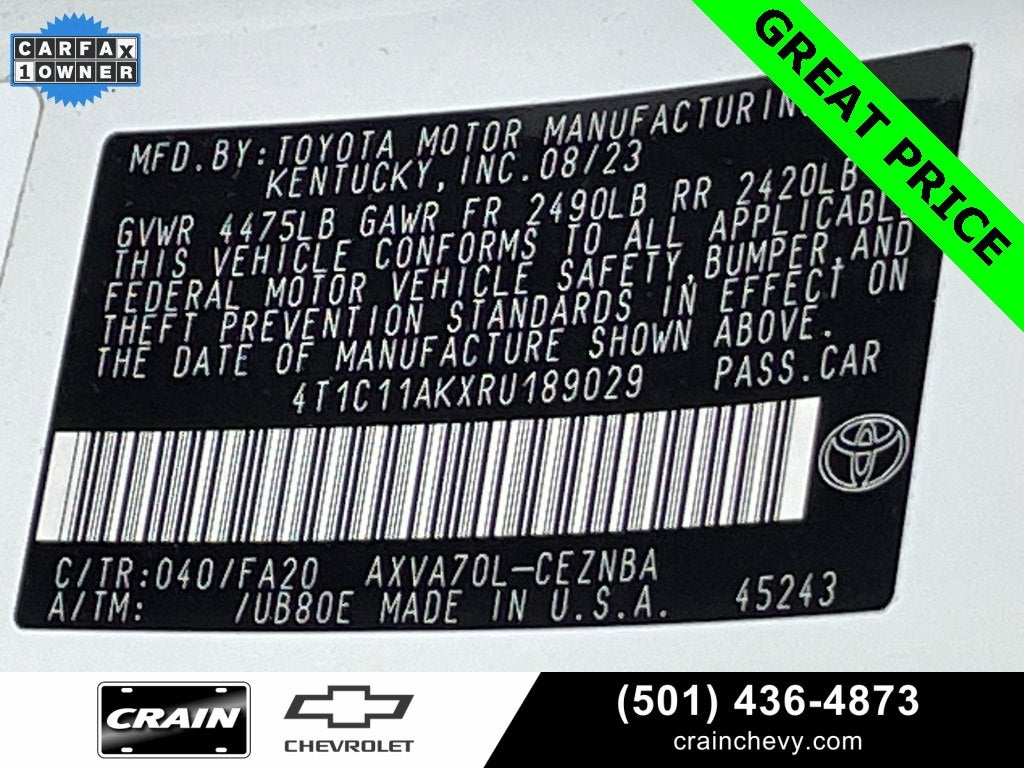 CARFAX
1 OWNER
GREAT PRICE
MFD.BY:TOYOTA MOTOR MANUFACTURING
KENTUCKY, INC. 08/23
GVWR 4475LB GAWR FR 2490LB RR 2420LB
THIS VEHICLE CONFORMS TO ALL APPLICABLE
FEDERAL MOTOR VEHICLE SAFETY, BUMPER, AND
THEFT PREVENTION STANDARDS IN EFFECT ON
THE DATE OF MANUFACTURE SHOWN ABOVE.
4T1C11AKXRU189029 PASS.CAR
C/TR:040/FA20 AXVA70L-CEZNBA
A/TM: /UB80E MADE IN U.S.A. 45243
CRAIN
CHEVROLET
(501) 436-4873
crainchevy.com